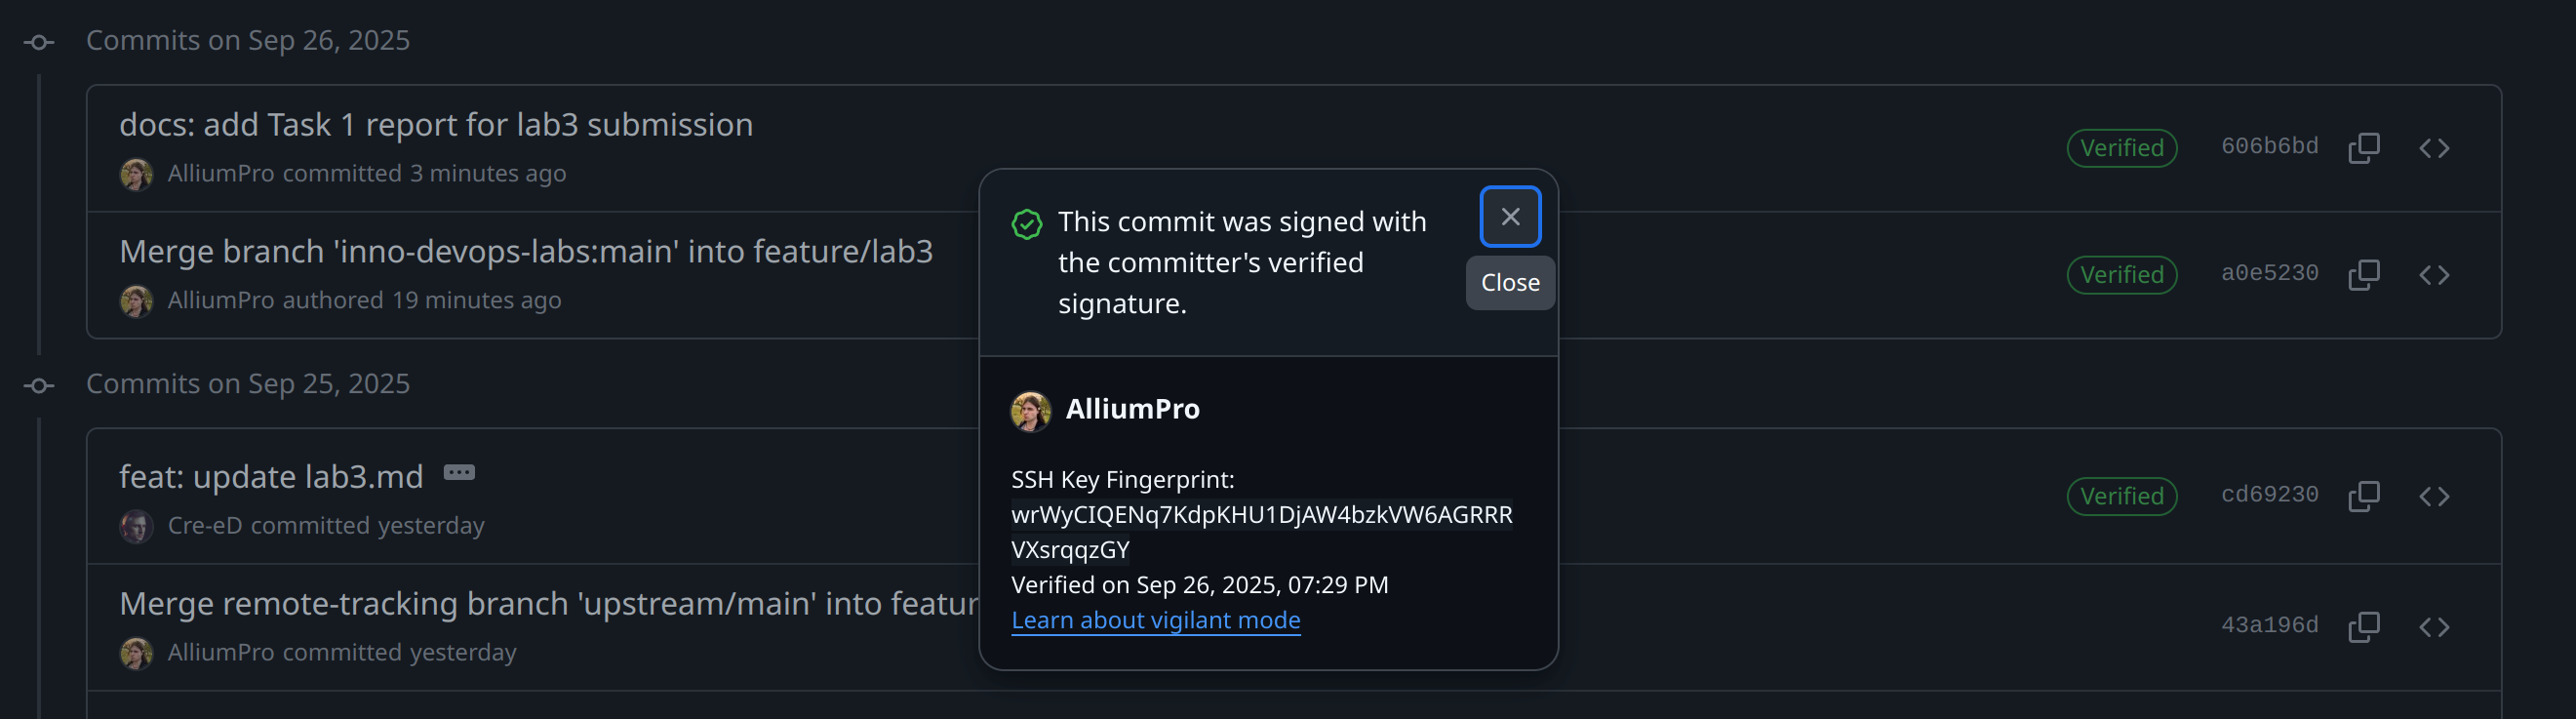 Commits on Sep 26, 2025
docs: add Task 1 report for lab3 submission
AlliumPro committed 3 minutes ago
Verified
606b6bd
Merge branch 'inno-devops-labs:main' into feature/lab3
AlliumPro authored 19 minutes ago
Verified
a0e5230
Commits on Sep 25, 2025
feat: update lab3.md
Cre-eD committed yesterday
Verified
cd69230
Merge remote-tracking branch 'upstream/main' into featur
AlliumPro committed yesterday
43a196d
This commit was signed with
the committer's verified
signature.
Close
AlliumPro
SSH Key Fingerprint:
wrWyCIQENq7KdpKHU1DjAW4bzkVW6AGRRR
VXsrqqzGY
Verified on Sep 26, 2025, 07:29 PM
Learn about vigilant mode